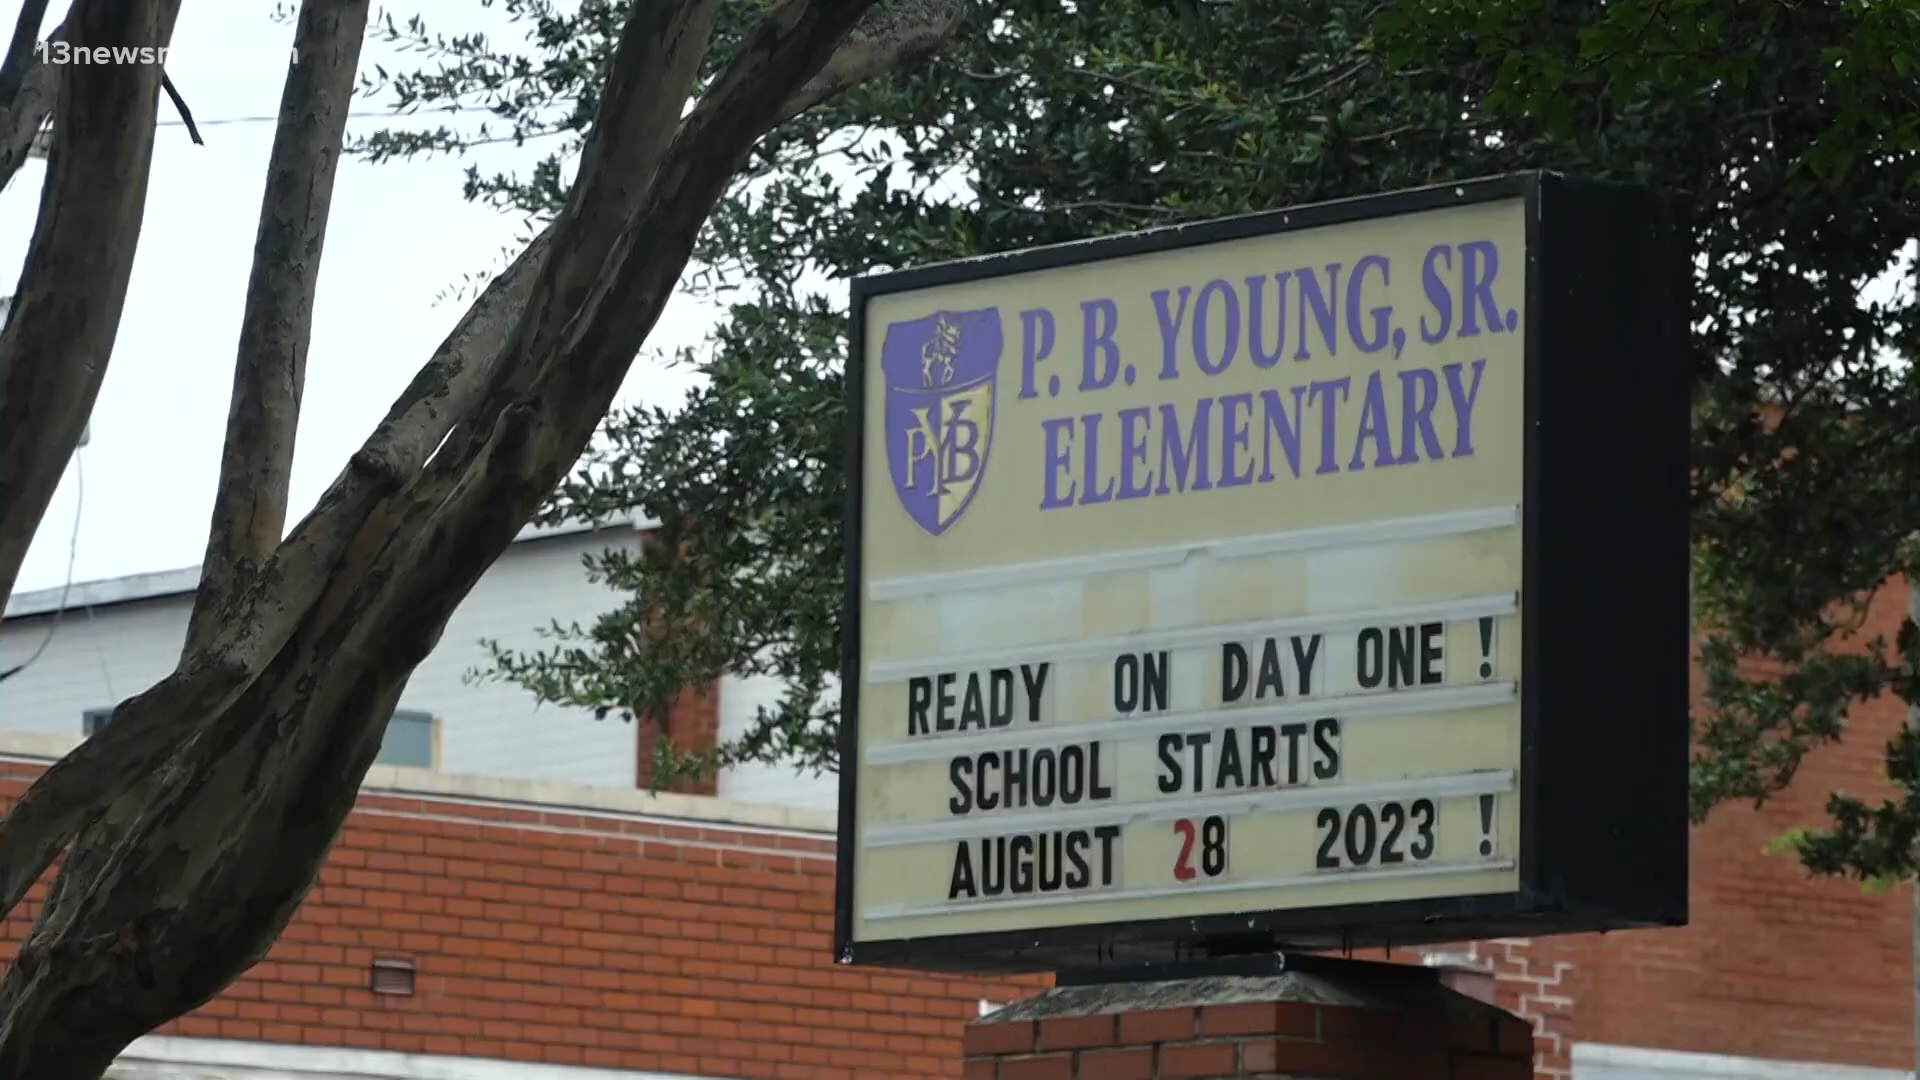 P. B. YOUNG, SR.
ELEMENTARY
PYB
READY ON DAY ONE !
SCHOOL STARTS
AUGUST 28 2023 !